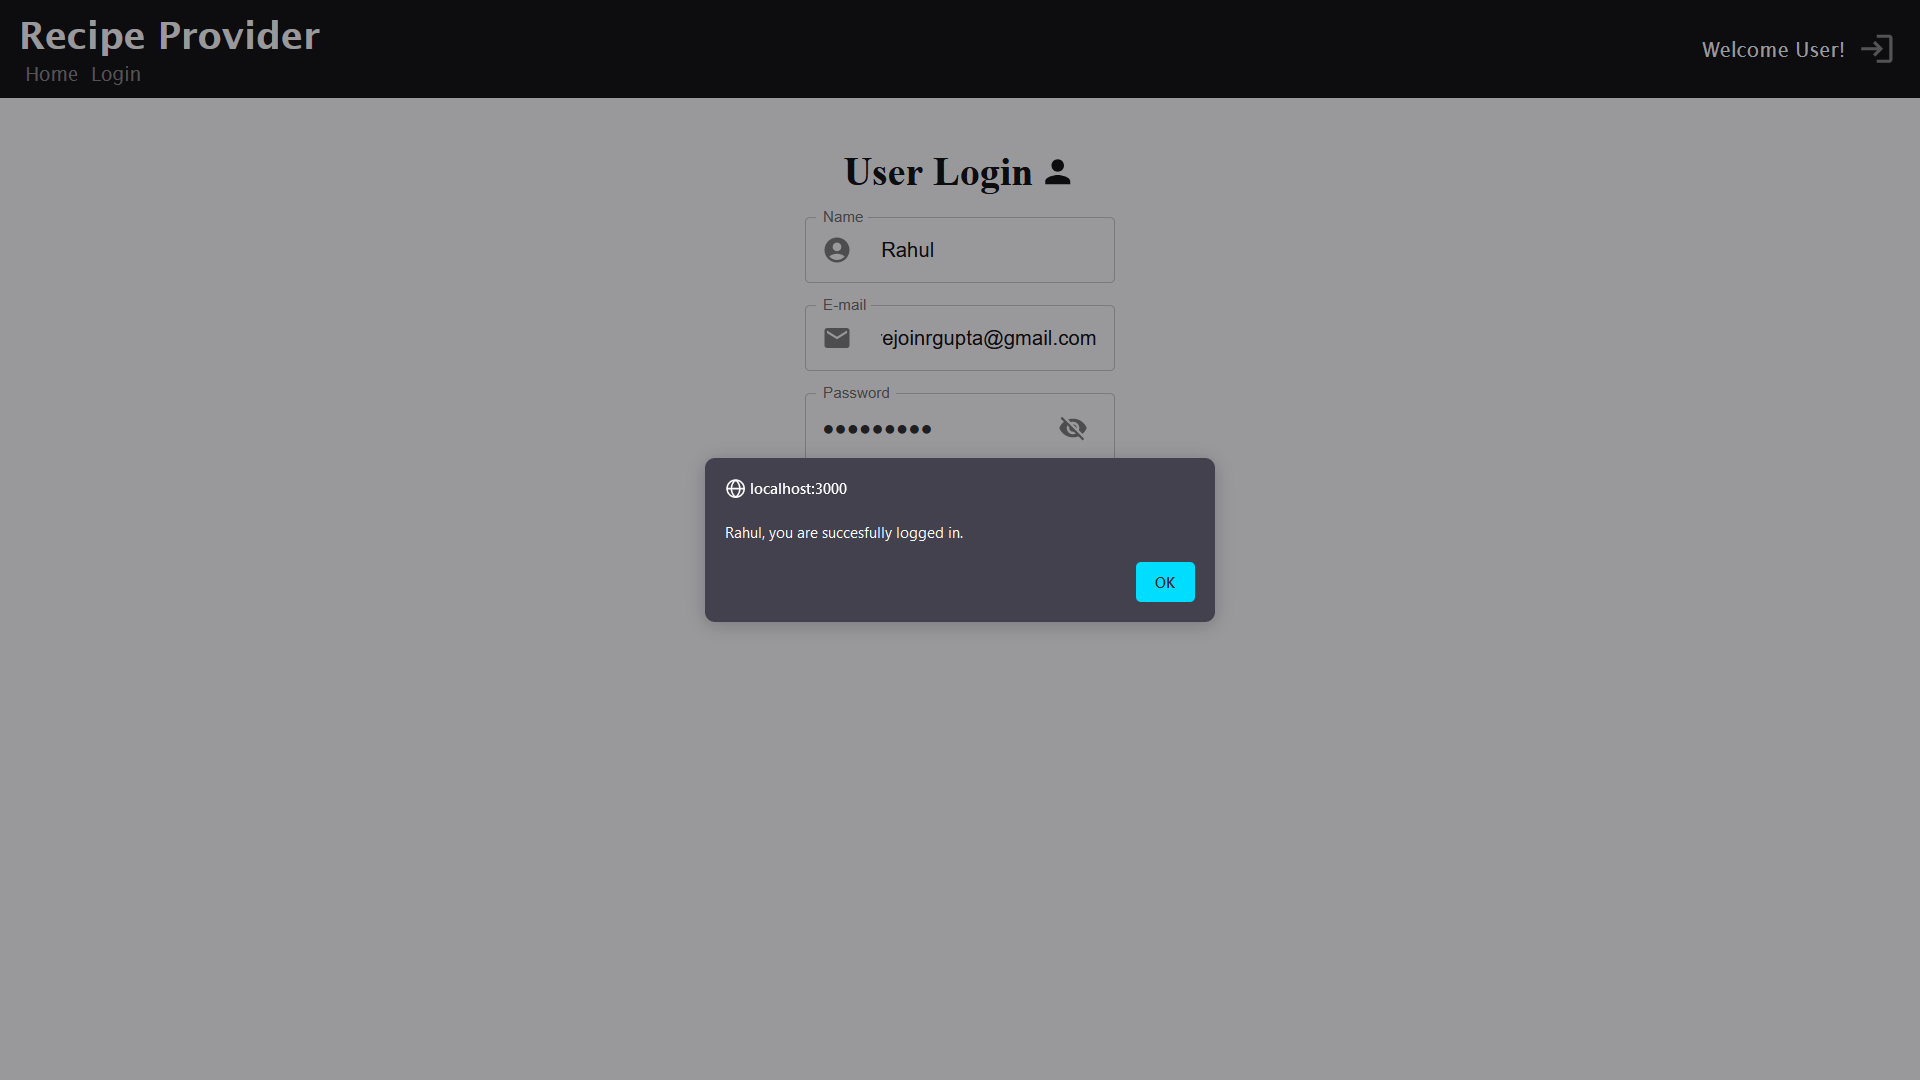 Recipe Provider
Home Login
Welcome User!
User Login
Name
Rahul
E-mail
ejoinrgupta@gmail.com
Password
•••••••••
localhost:3000
Rahul, you are succesfully logged in.
OK